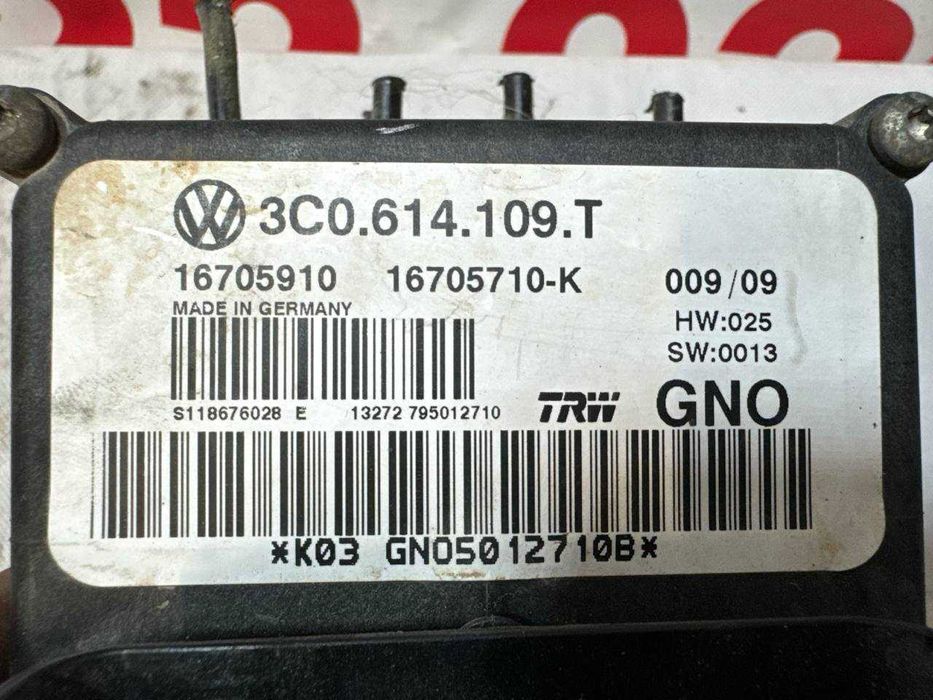 3C0.614.109.T
16705910 16705710-K 009/09
MADE IN GERMANY
HW:025
SW:0013
S118676028 E 13272 795012710
TRW GNO
*K03 GNO5012710B*